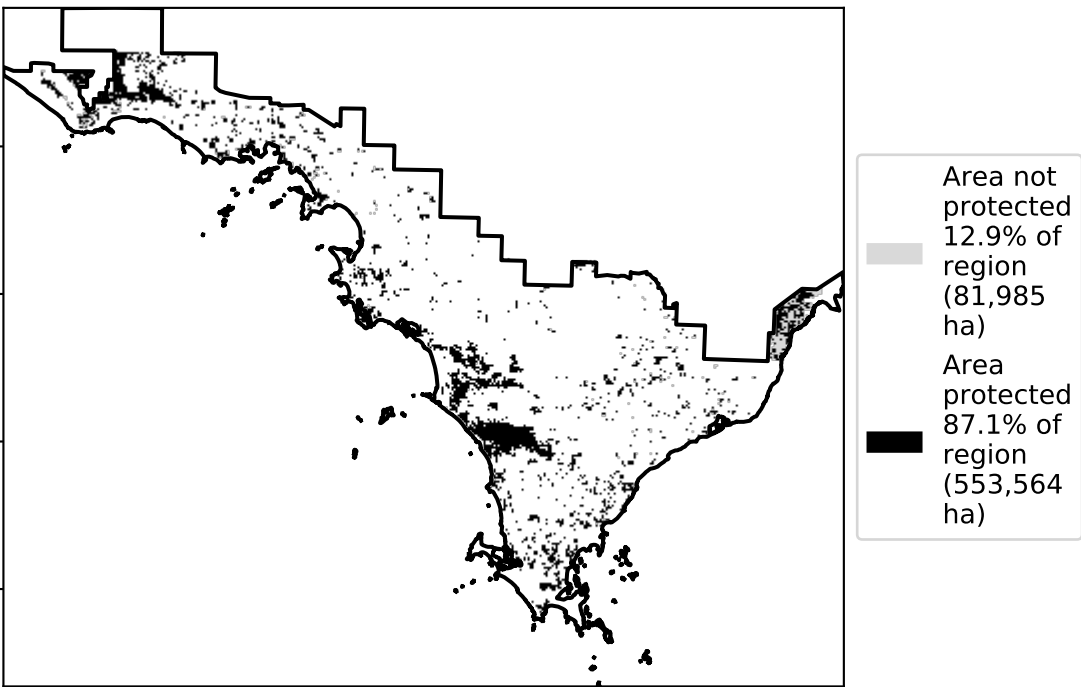 Area not
protected
12.9% of
region
(81,985
ha)
Area
protected
87.1% of
region
(553,564
ha)